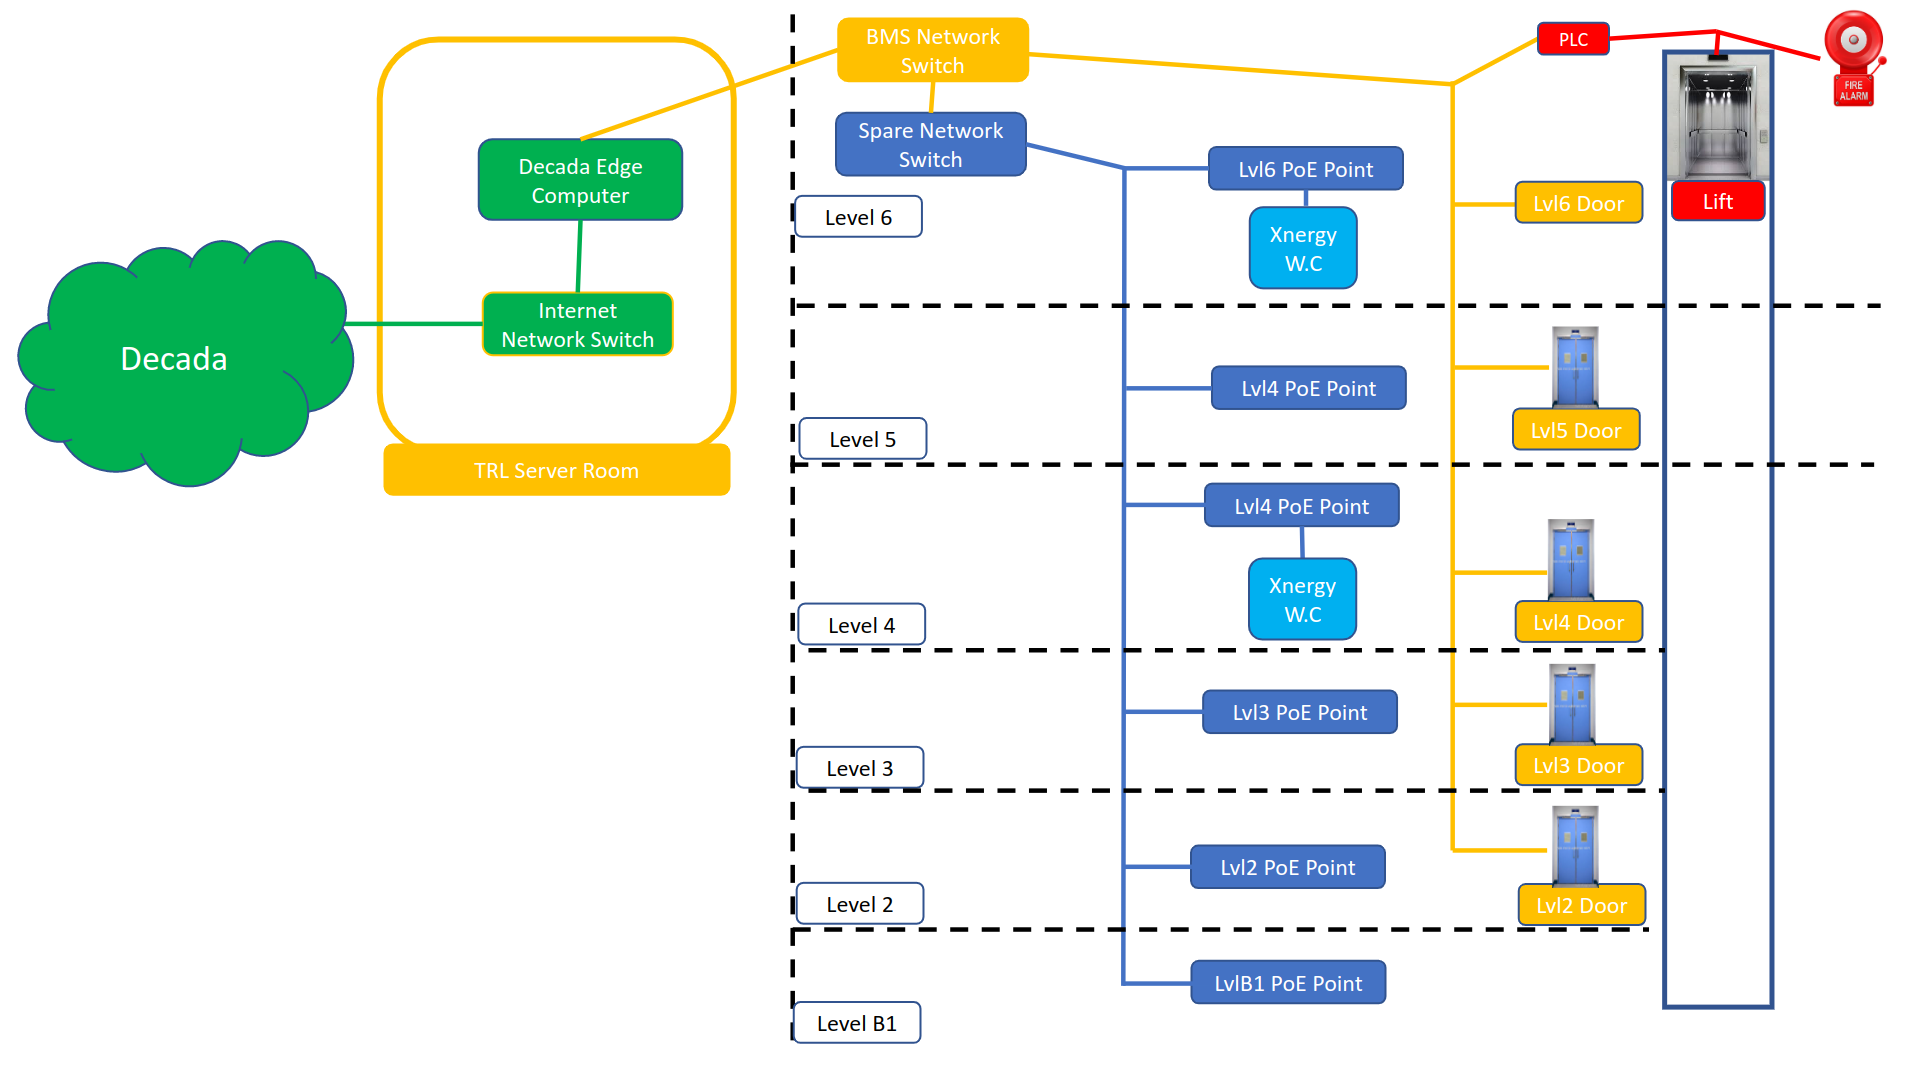 BMS Network
Switch
PLC
FIRE
ALARM
Spare Network
Switch
Decada Edge
Computer
Lvl6 PoE Point
Lvl6 Door
Lift
Level 6
Xnergy
W.C
Internet
Network Switch
Decada
Lvl4 PoE Point
Level 5
Lvl5 Door
TRL Server Room
Lvl4 PoE Point
Xnergy
W.C
Level 4
Lvl4 Door
Lvl3 PoE Point
Level 3
Lvl3 Door
Lvl2 PoE Point
Level 2
Lvl2 Door
LvlB1 PoE Point
Level B1